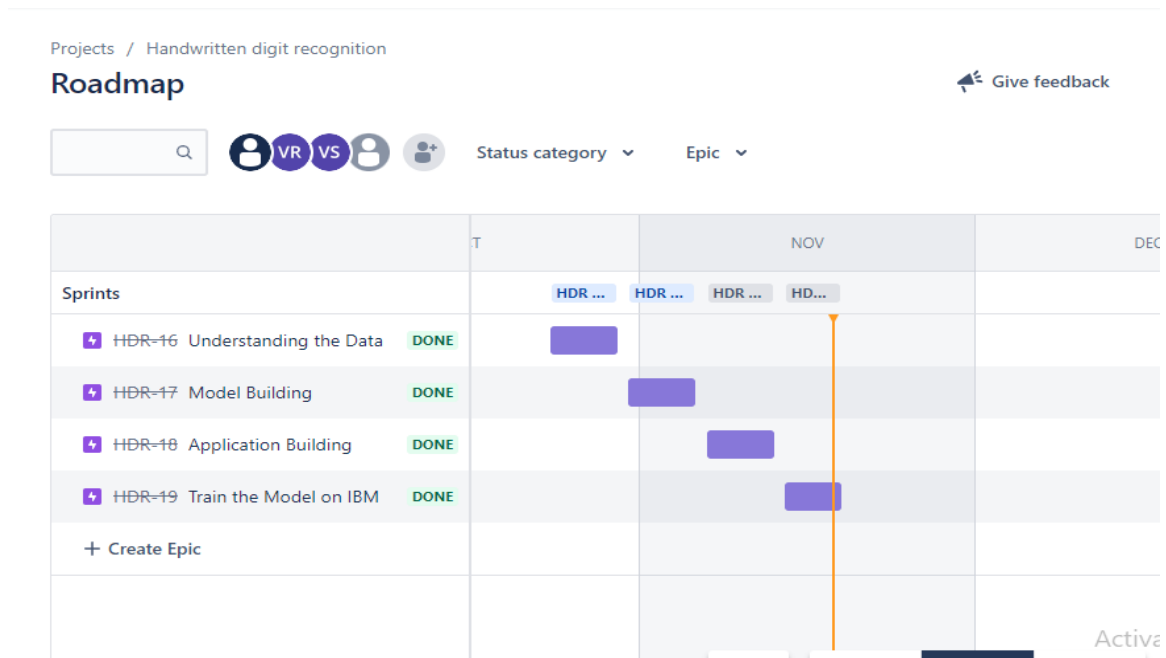 Projects / Handwritten digit recognition
Roadmap
Give feedback
VR VS
Status category
Epic
T NOV DEC
Sprints HDR ... HDR ... HDR ... HD...
HDR-16 Understanding the Data DONE
HDR-17 Model Building DONE
HDR-18 Application Building DONE
HDR-19 Train the Model on IBM DONE
+ Create Epic
Activa